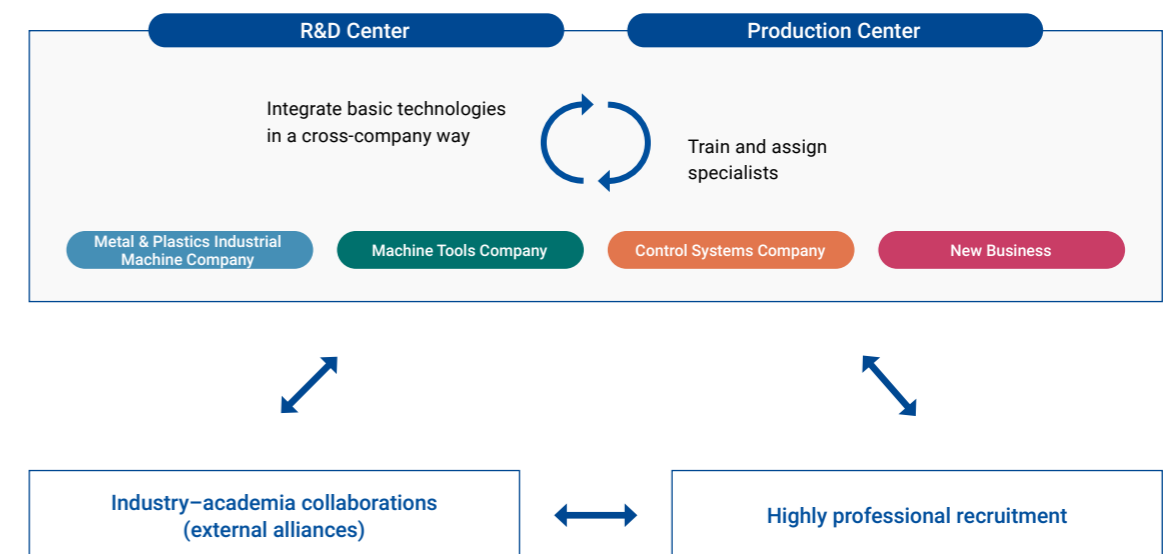 R&D Center
Production Center
Integrate basic technologies
in a cross-company way
Train and assign
specialists
Metal & Plastics Industrial
Machine Company
Machine Tools Company
Control Systems Company
New Business
Industry–academia collaborations
(external alliances)
Highly professional recruitment